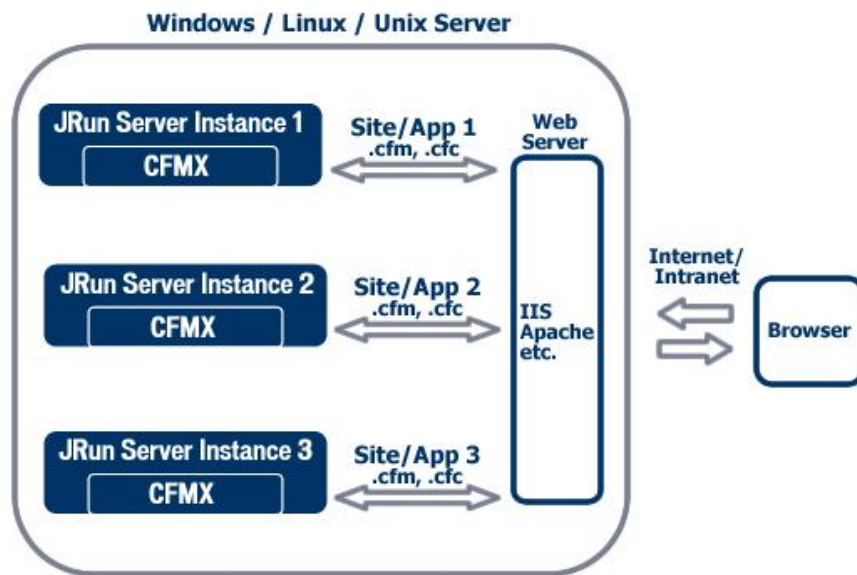 Windows / Linux / Unix Server
JRun Server Instance 1
CFMX
Site/App 1
.cfm, .cfc
Web
Server
JRun Server Instance 2
CFMX
Site/App 2
.cfm, .cfc
IIS
Apache
etc.
Internet/
Intranet
Browser
JRun Server Instance 3
CFMX
Site/App 3
.cfm, .cfc